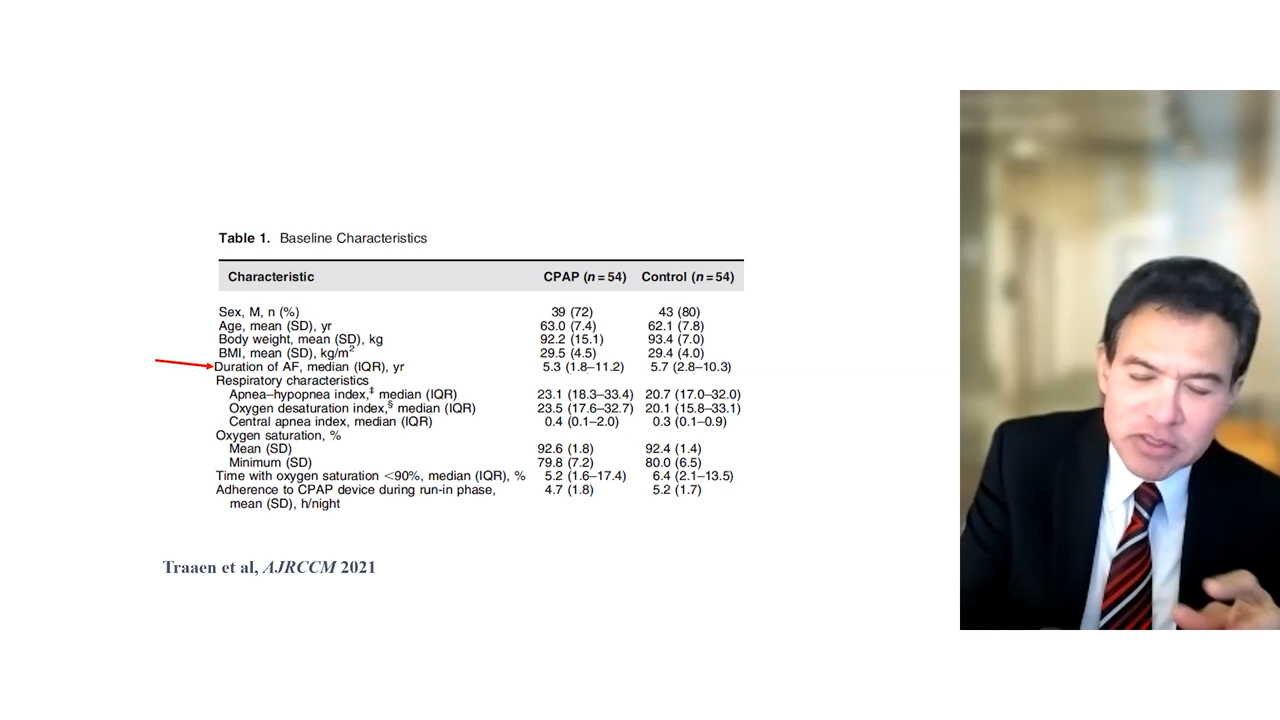 Table 1. Baseline Characteristics
Characteristic CPAP (n = 54) Control (n = 54)
Sex, M, n (%) 39 (72) 43 (80)
Age, mean (SD), yr 63.0 (7.4) 62.1 (7.8)
Body weight, mean (SD), kg 92.2 (15.1) 93.4 (7.0)
BMI, mean (SD), kg/m2 29.5 (4.5) 29.4 (4.0)
Duration of AF, median (IQR), yr 5.3 (1.8–11.2) 5.7 (2.8–10.3)
Respiratory characteristics
Apnea–hypopnea index,‡ median (IQR) 23.1 (18.3–33.4) 20.7 (17.0–32.0)
Oxygen desaturation index,§ median (IQR) 23.5 (17.6–32.7) 20.1 (15.8–33.1)
Central apnea index, median (IQR) 0.4 (0.1–2.0) 0.3 (0.1–0.9)
Oxygen saturation, %
Mean (SD) 92.6 (1.8) 92.4 (1.4)
Minimum (SD) 79.8 (7.2) 80.0 (6.5)
Time with oxygen saturation <90%, median (IQR), % 5.2 (1.6–17.4) 6.4 (2.1–13.5)
Adherence to CPAP device during run-in phase, 4.7 (1.8) 5.2 (1.7)
mean (SD), h/night
Traaen et al, AJRCCM 2021